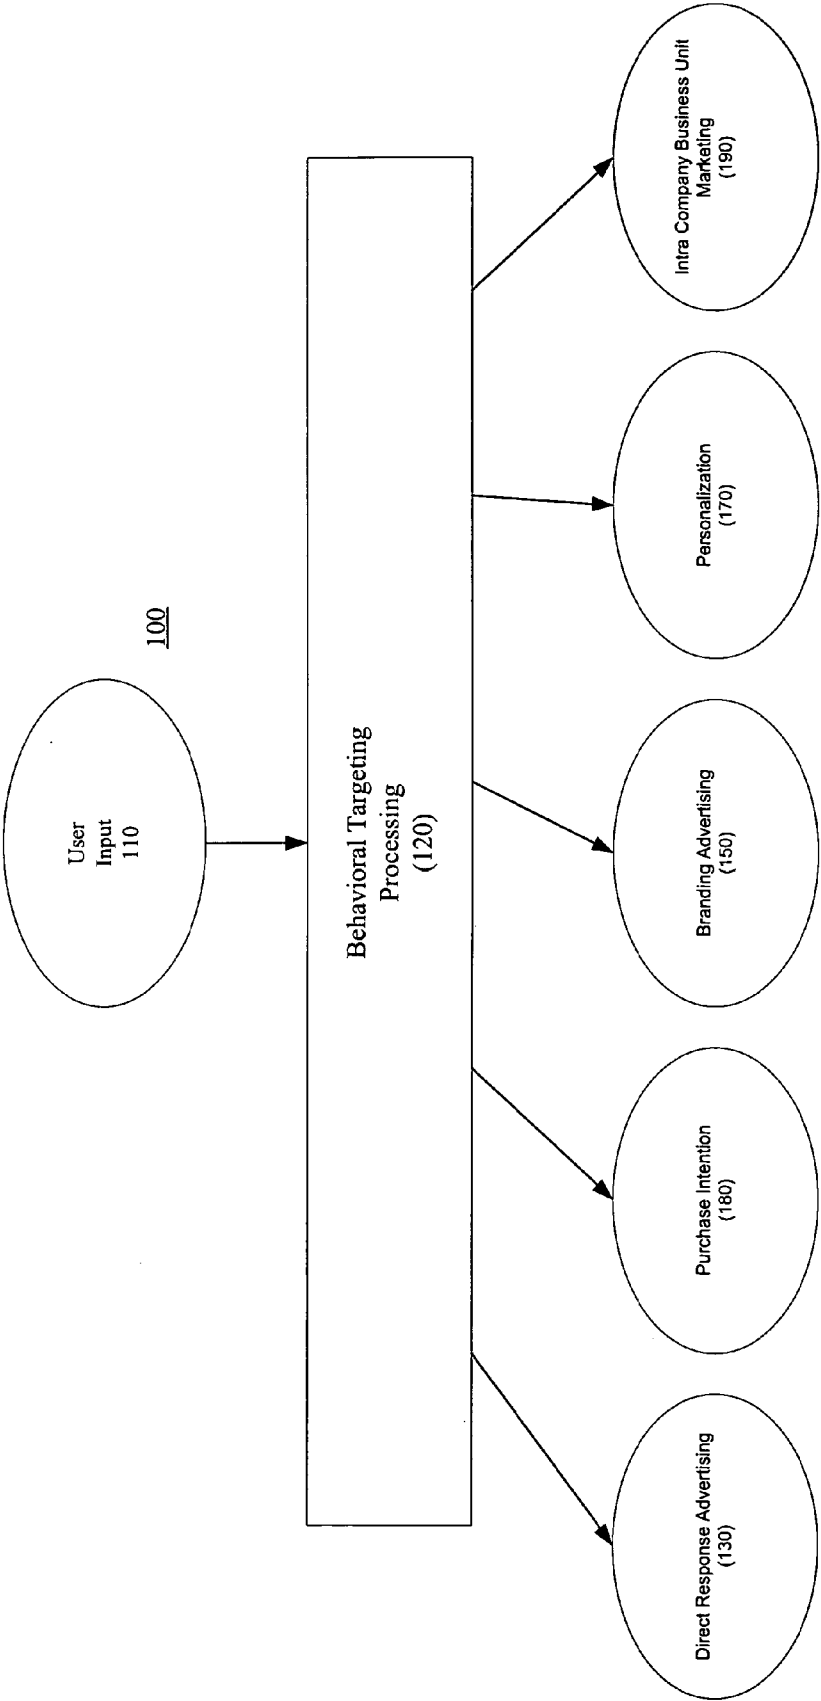 100
User
Input
110
Behavioral Targeting
Processing
(120)
Direct Response Advertising
(130)
Purchase Intention
(180)
Branding Advertising
(150)
Personalization
(170)
Intra Company Business Unit
Marketing
(190)